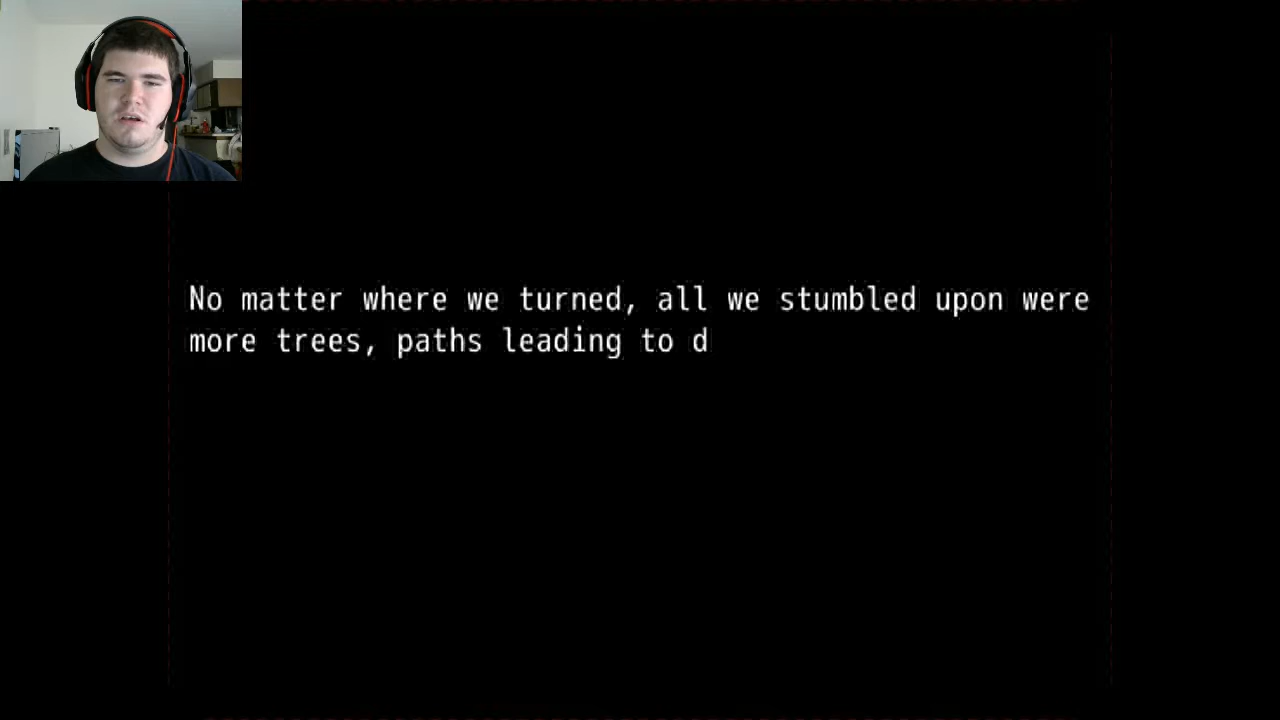 No matter where we turned, all we stumbled upon were
more trees, paths leading to d